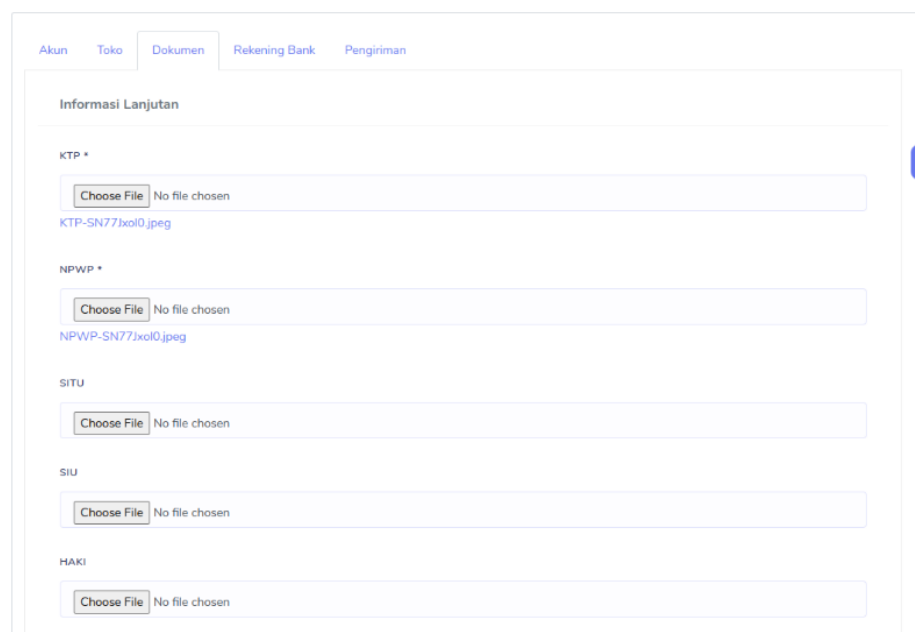 Akun Toko Dokumen Rekening Bank Pengiriman
Informasi Lanjutan
KTP *
Choose File No file chosen
KTP-SN77Jxol0.jpeg
NPWP *
Choose File No file chosen
NPWP-SN77Jxol0.jpeg
SITU
Choose File No file chosen
SIU
Choose File No file chosen
HAKI
Choose File No file chosen